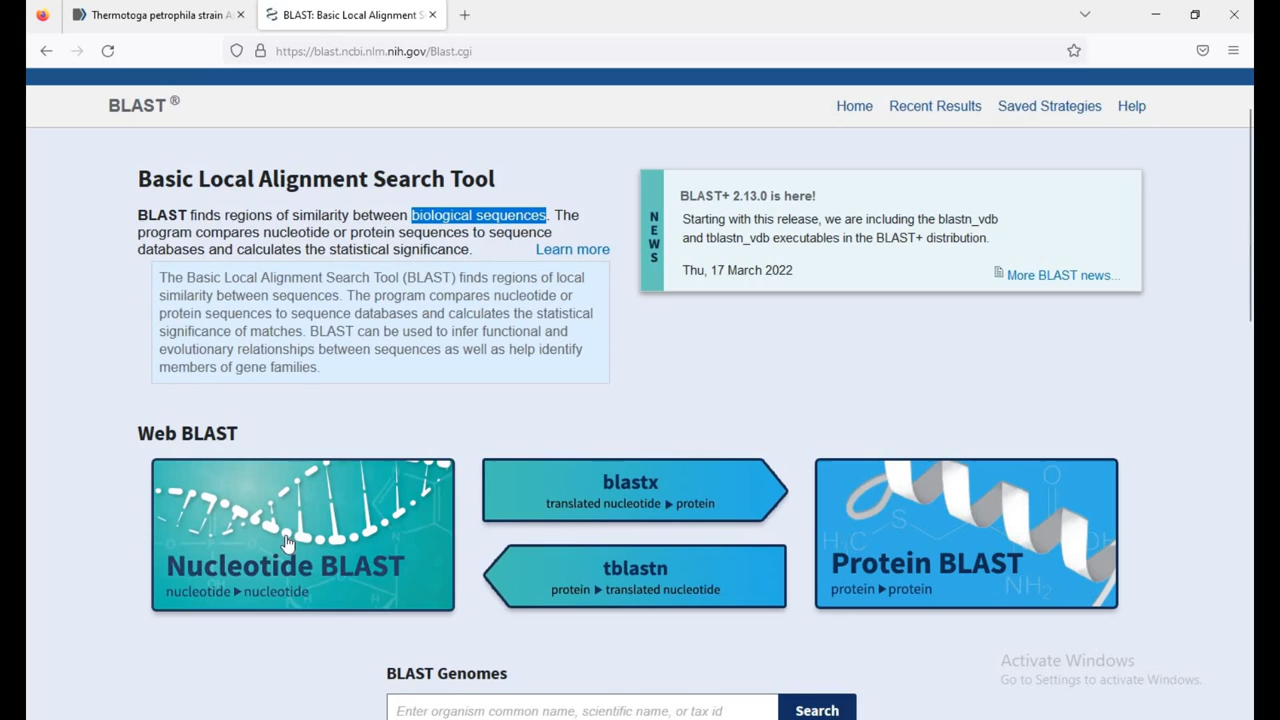 Thermotoga petrophila strain
BLAST: Basic Local Alignment
https://blast.ncbi.nlm.nih.gov/Blast.cgi
BLAST ®
Home
Recent Results
Saved Strategies
Help
Basic Local Alignment Search Tool
BLAST finds regions of similarity between biological sequences. The
program compares nucleotide or protein sequences to sequence
databases and calculates the statistical significance.
Learn more
The Basic Local Alignment Search Tool (BLAST) finds regions of local
similarity between sequences. The program compares nucleotide or
protein sequences to sequence databases and calculates the statistical
significance of matches. BLAST can be used to infer functional and
evolutionary relationships between sequences as well as help identify
members of gene families.
NEWS
BLAST+ 2.13.0 is here!
Starting with this release, we are including the blastn_vdb
and tblastn_vdb executables in the BLAST+ distribution.
Thu, 17 March 2022
More BLAST news...
Web BLAST
Nucleotide BLAST
nucleotide ▶ nucleotide
blastx
translated nucleotide ▶ protein
tblastn
protein ▶ translated nucleotide
H₃C
S
O
NH₂
Protein BLAST
protein ▶ protein
BLAST Genomes
Enter organism common name, scientific name, or tax id
Search
Activate Windows
Go to Settings to activate Windows.